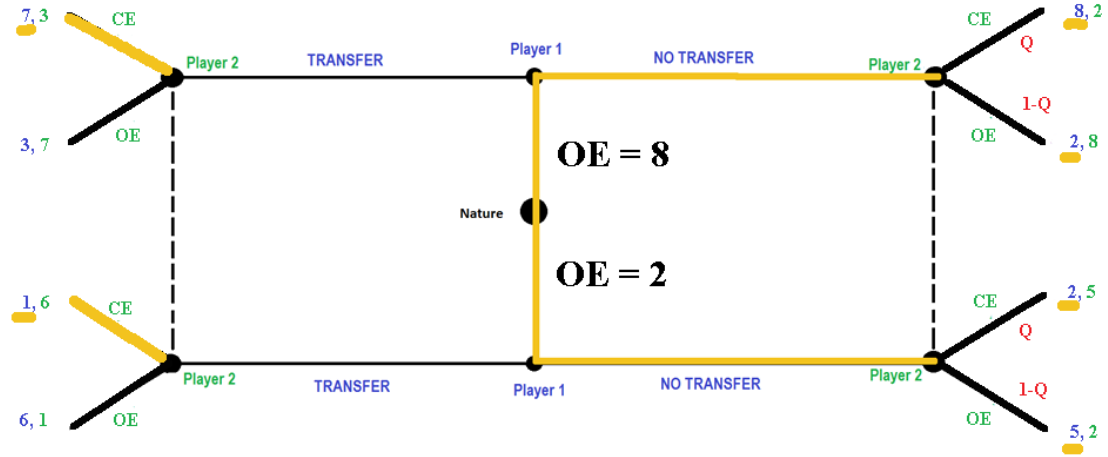 7, 3
CE
Player 2
TRANSFER
Player 1
NO TRANSFER
Player 2
CE
8, 2
Q
3, 7
OE
OE = 8
1-Q
OE
2, 8
Nature
OE = 2
1, 6
CE
Player 2
TRANSFER
Player 1
NO TRANSFER
Player 2
CE
2, 5
Q
6, 1
OE
1-Q
OE
5, 2